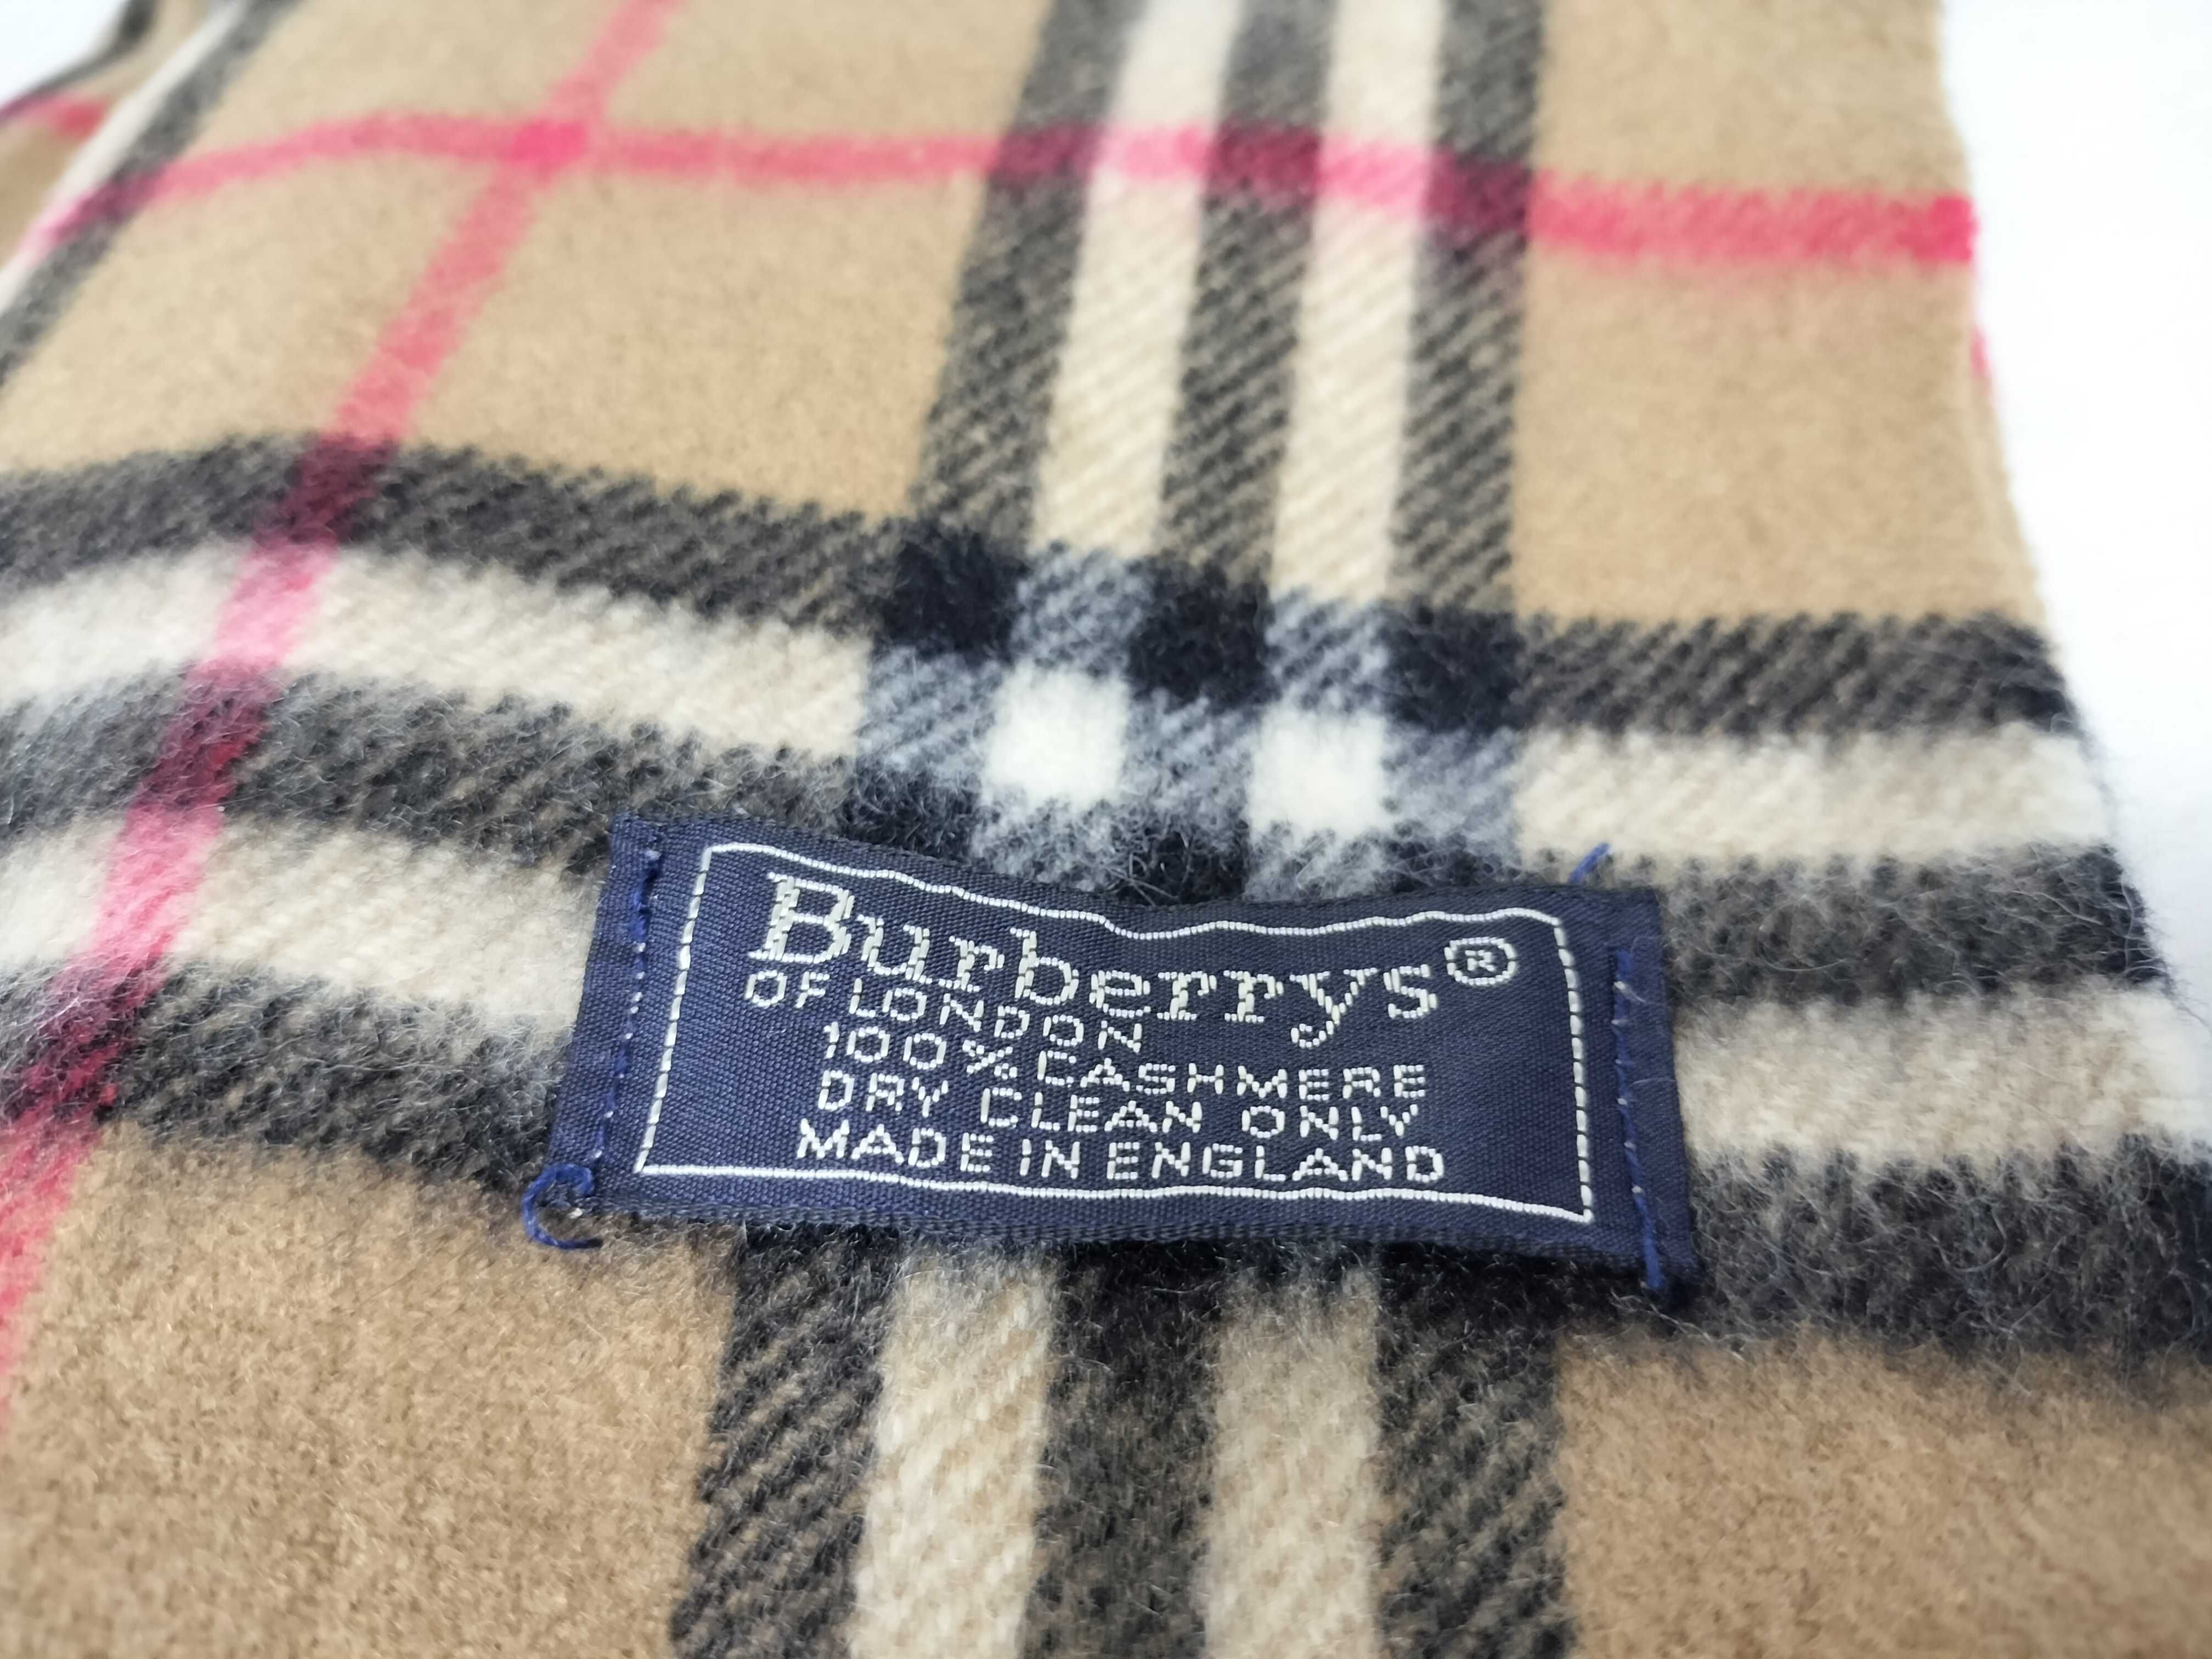 Burberrys®
OF LONDON
100% CASHMERE
DRY CLEAN ONLY
MADE IN ENGLAND